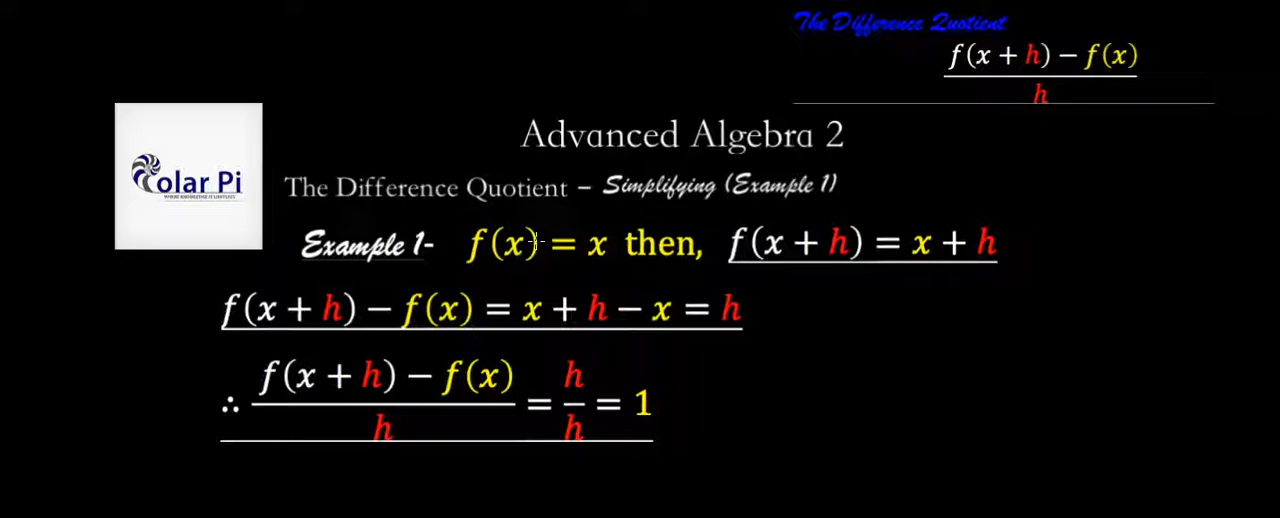 The Difference Quotient
f(x + h) − f(x)
h
Advanced Algebra 2
Colar Pi
The Difference Quotient – Simplifying (Example 1)
Example 1- f(x) = x then, f(x + h) = x + h
f(x + h) − f(x) = x + h − x = h
∴ f(x + h) − f(x) / h = h / h = 1